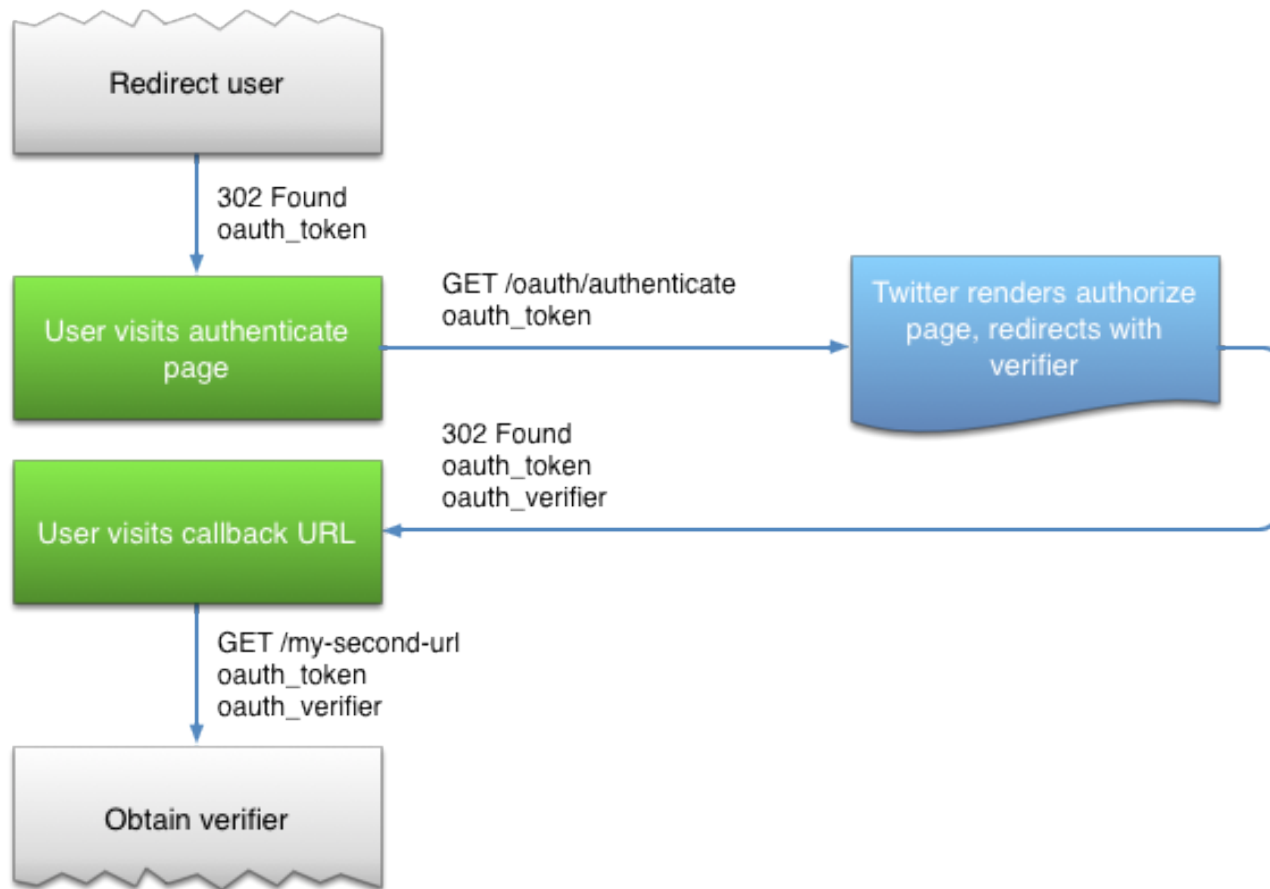 Redirect user
302 Found
oauth_token
User visits authenticate
page
GET /oauth/authenticate
oauth_token
Twitter renders authorize
page, redirects with
verifier
302 Found
oauth_token
oauth_verifier
User visits callback URL
GET /my-second-url
oauth_token
oauth_verifier
Obtain verifier